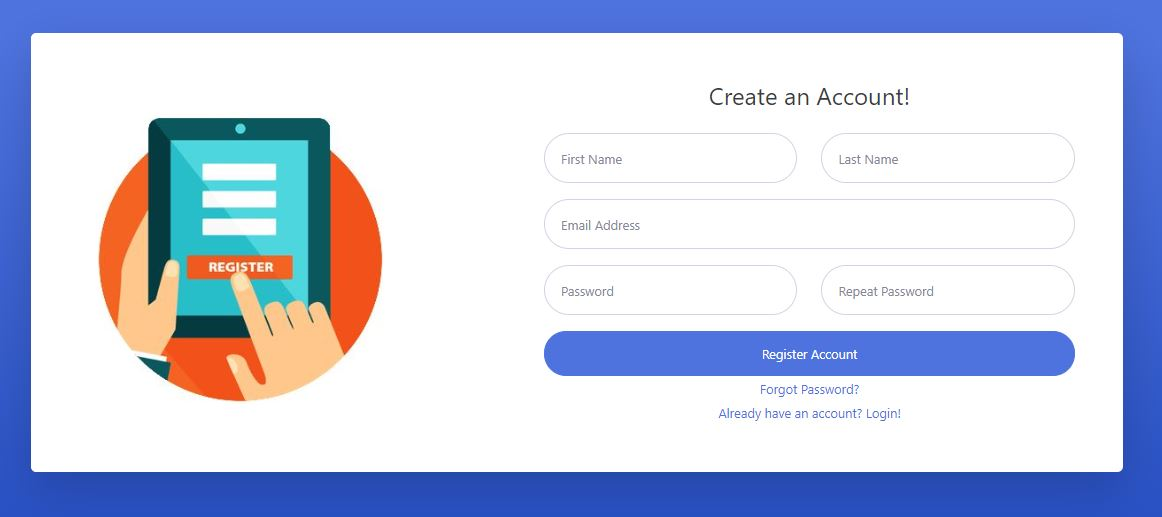 Create an Account!
First Name
Last Name
Email Address
Password
Repeat Password
Register Account
Forgot Password?
Already have an account? Login!
REGISTER